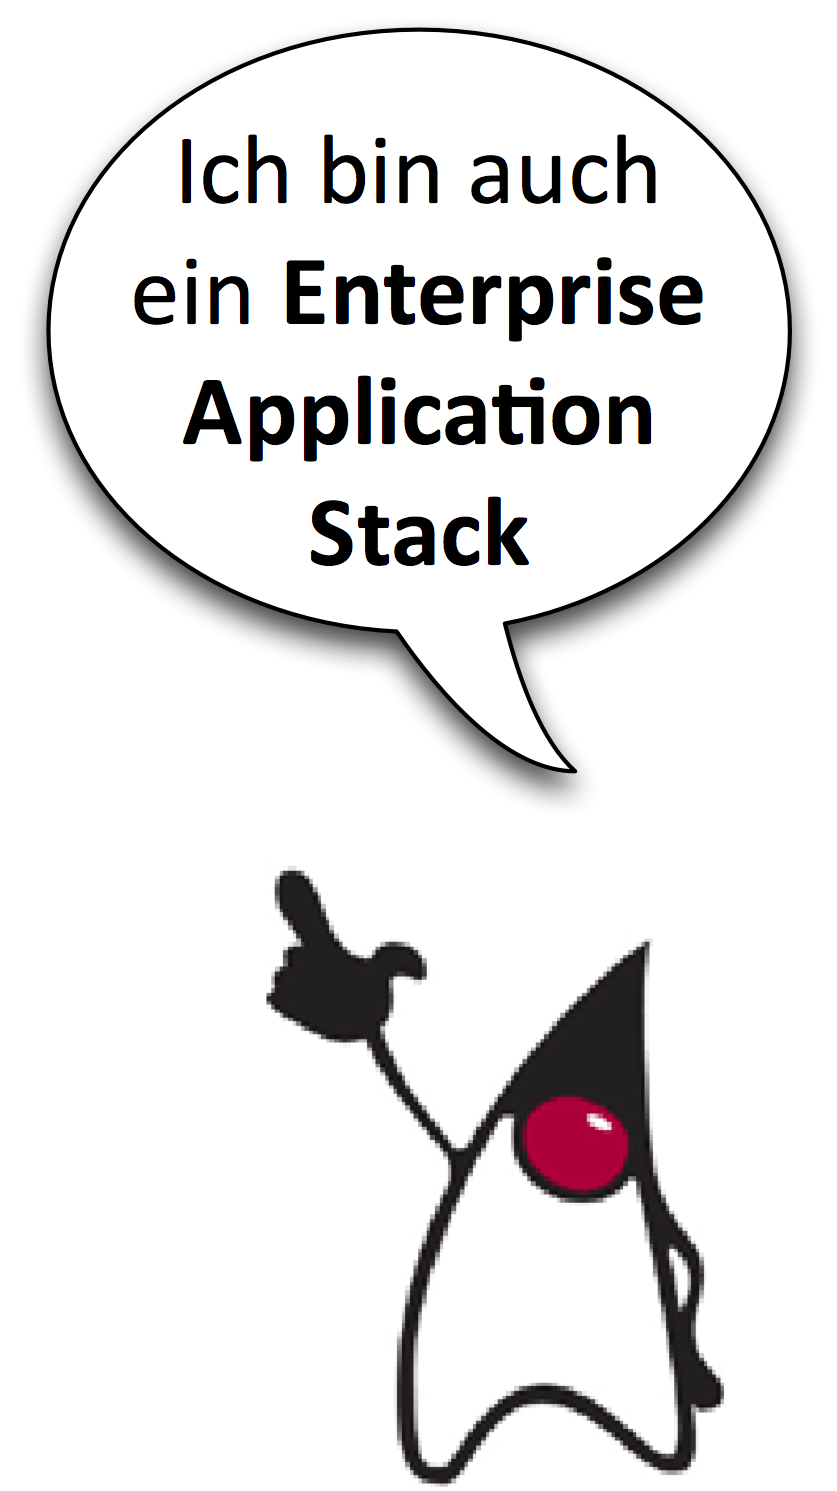 Ich bin auch
ein Enterprise
Application
Stack